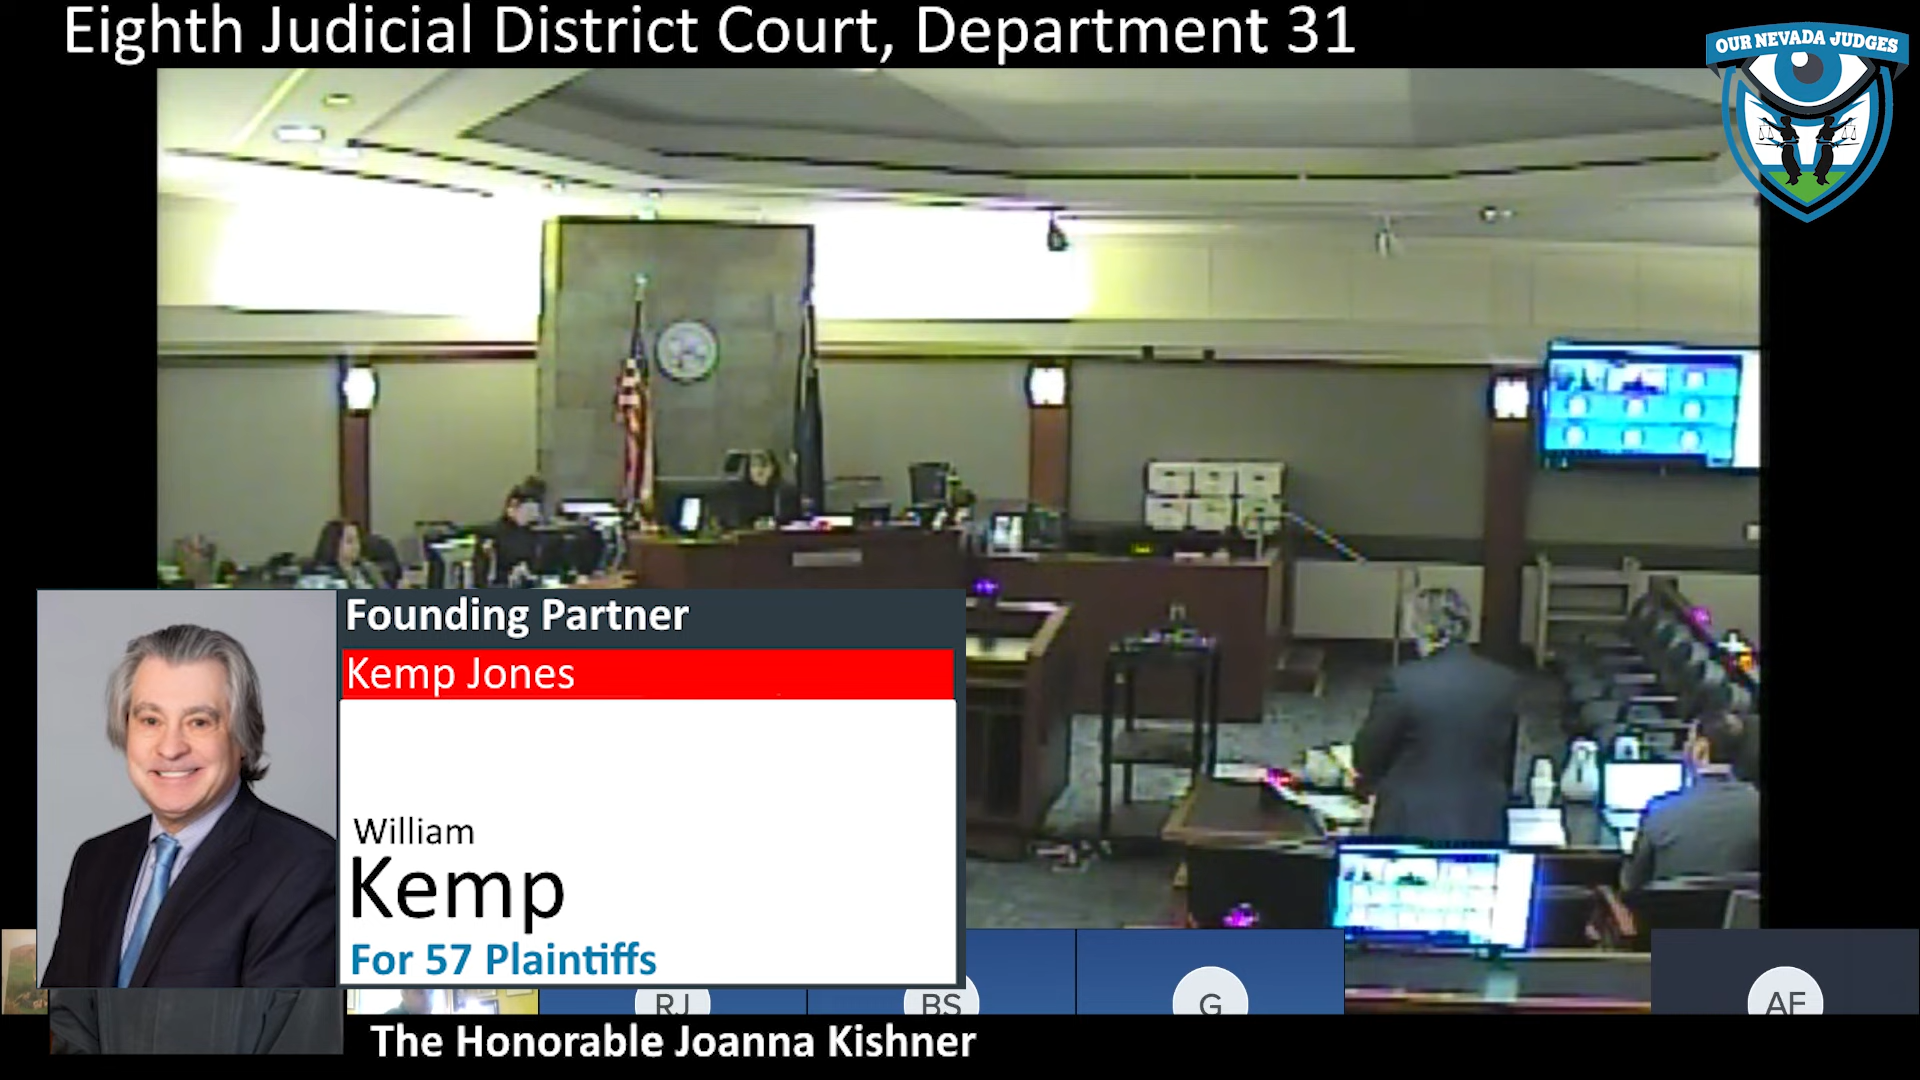 Eighth Judicial District Court, Department 31
OUR NEVADA JUDGES
Founding Partner
Kemp Jones
William
Kemp
For 57 Plaintiffs
RJ
BS
G
AF
The Honorable Joanna Kishner